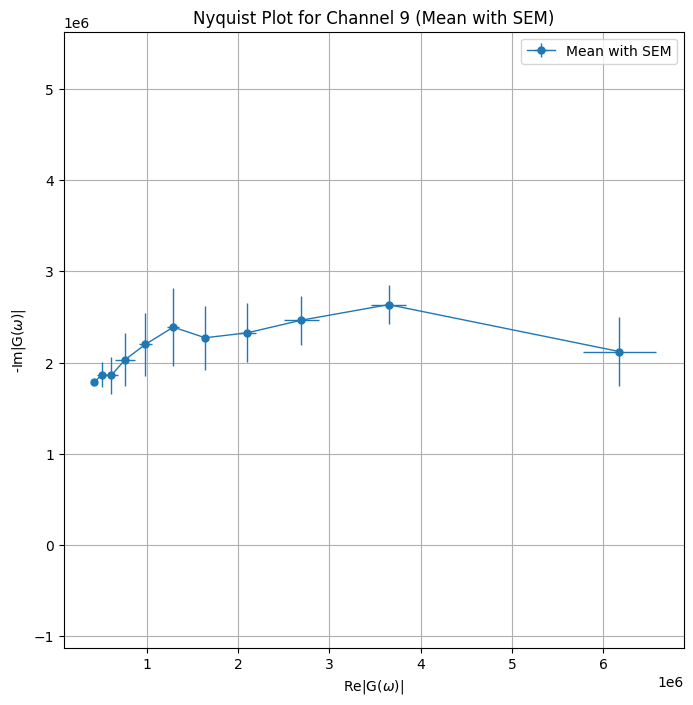 Nyquist Plot for Channel 9 (Mean with SEM)
1e6
Mean with SEM
5
4
3
2
1
0
−1
-Im|G(ω)|
1 2 3 4 5 6
1e6
Re|G(ω)|